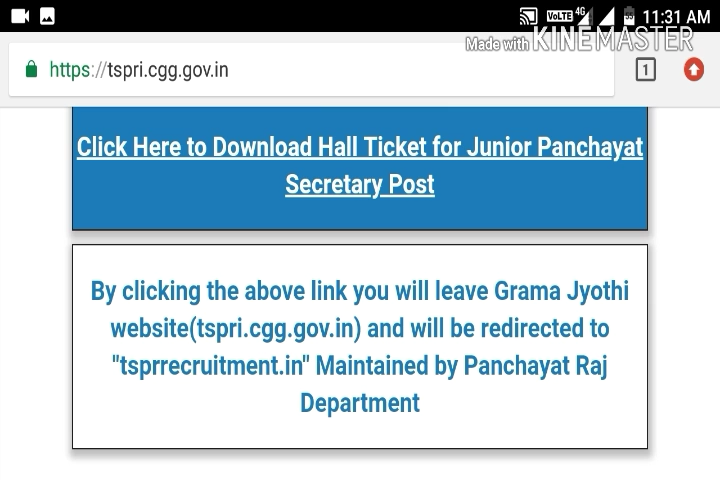 VoLTE 4G 11:31 AM
Made with KINEMASTER
https://tspri.cgg.gov.in 1
Click Here to Download Hall Ticket for Junior Panchayat
Secretary Post
By clicking the above link you will leave Grama Jyothi
website(tspri.cgg.gov.in) and will be redirected to
"tsprrecruitment.in" Maintained by Panchayat Raj
Department